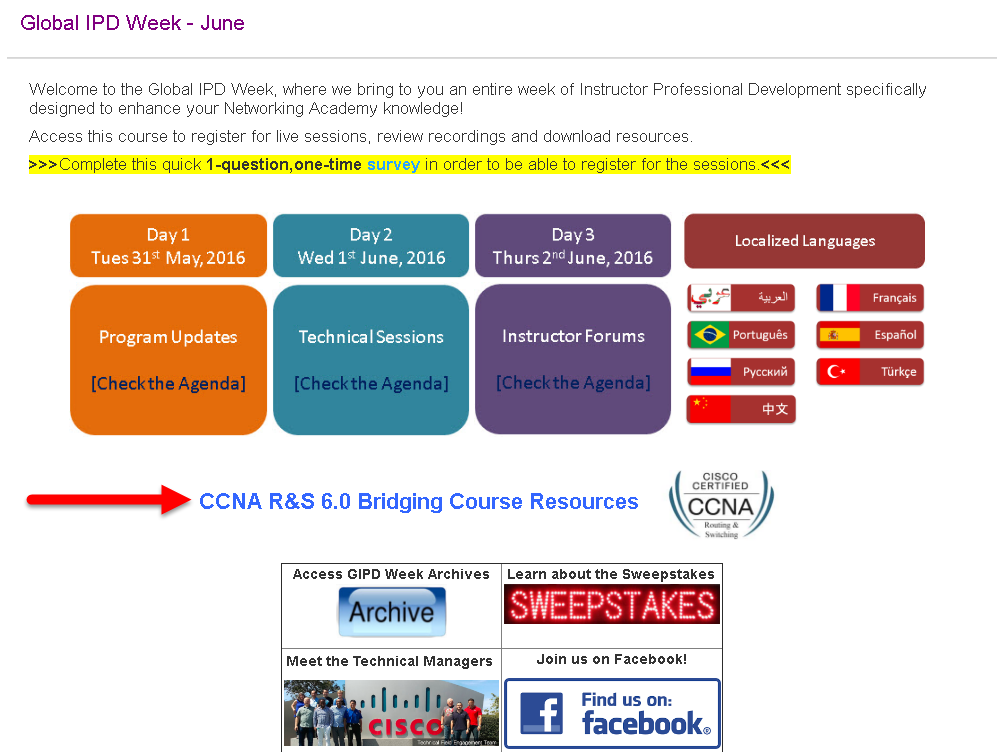 Global IPD Week - June
Welcome to the Global IPD Week, where we bring to you an entire week of Instructor Professional Development specifically
designed to enhance your Networking Academy knowledge!
Access this course to register for live sessions, review recordings and download resources.
>>>Complete this quick 1-question,one-time survey in order to be able to register for the sessions.<<<
Day 1
Tues 31st May, 2016
Day 2
Wed 1st June, 2016
Day 3
Thurs 2nd June, 2016
Localized Languages
Program Updates
[Check the Agenda]
Technical Sessions
[Check the Agenda]
Instructor Forums
[Check the Agenda]
عربي
العربية
Français
Português
Español
Русский
Türkçe
中文
CCNA R&S 6.0 Bridging Course Resources
CISCO
CERTIFIED
CCNA
Routing &
Switching
Access GIPD Week Archives
Archive
Learn about the Sweepstakes
SWEEPSTAKES
Meet the Technical Managers
CISCO
Technical Field Engagement Team
Join us on Facebook!
Find us on:
facebook®